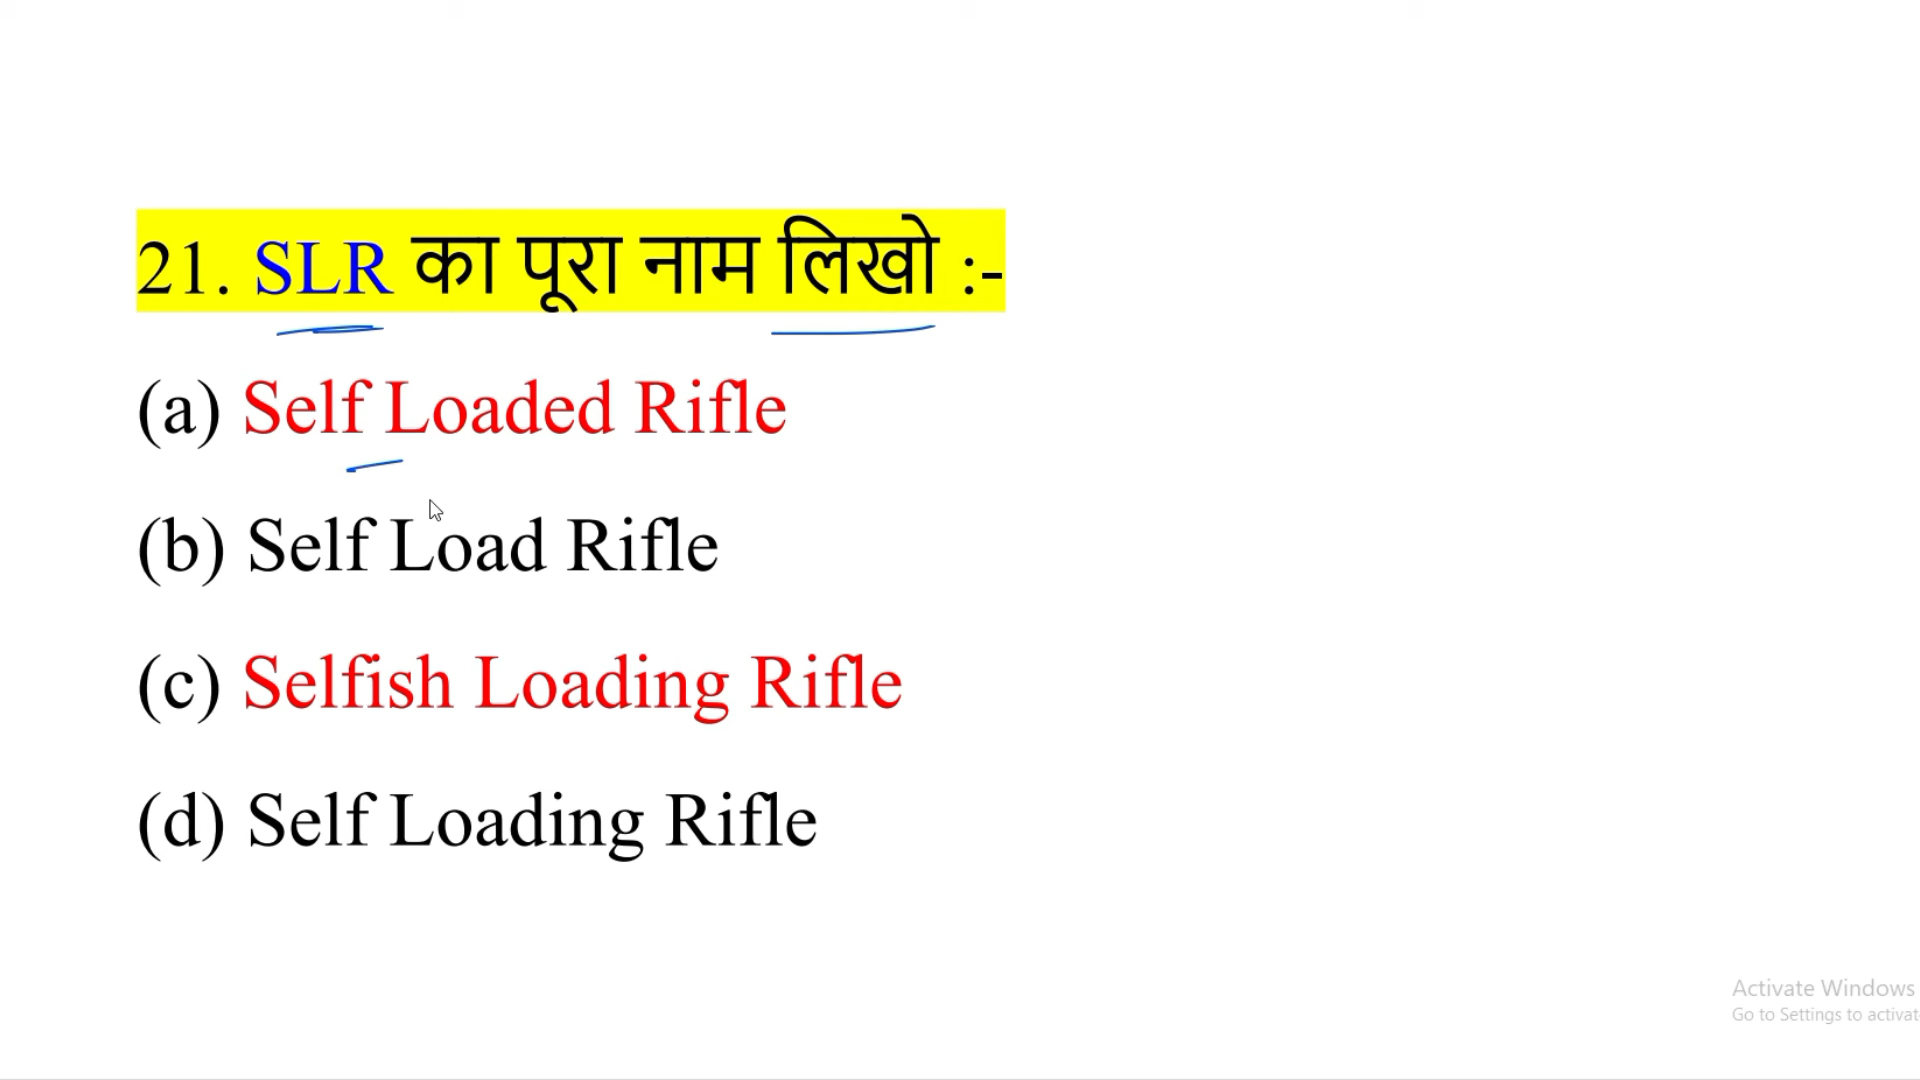 21. SLR का पूरा नाम लिखो :-
(a) Self Loaded Rifle
(b) Self Load Rifle
(c) Selfish Loading Rifle
(d) Self Loading Rifle
Activate Windows
Go to Settings to activat